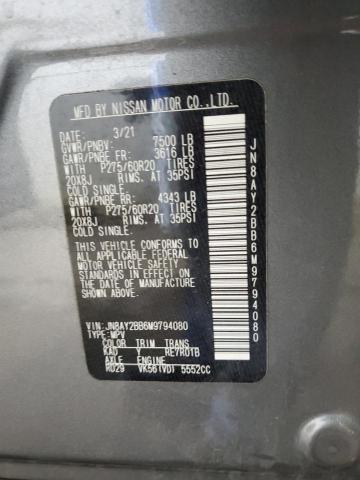 MFD BY NISSAN MOTOR CO.,LTD.
DATE: 3/21
GVWR/PNBV: 7500 LB
GAWR/PNBE FR: 3616 LB
WITH P275/60R20 TIRES
20X8J RIMS, AT 35PSI
COLD SINGLE,
GAWR/PNBE RR: 4343 LB
WITH P275/60R20 TIRES
20X8J RIMS, AT 35PSI
COLD SINGLE,
THIS VEHICLE CONFORMS TO
ALL APPLICABLE FEDERAL
MOTOR VEHICLE SAFETY
STANDARDS IN EFFECT ON
THE DATE OF MANUFACTURE
SHOWN ABOVE.
VIN: JN8AY2BB6M9794080
TYPE: MPV
COLOR TRIM TRANS
KAD Y RE7R01B
AXLE ENGINE
RD29 VK56(VD) 5552CC
JN8AY2BB6M9794080